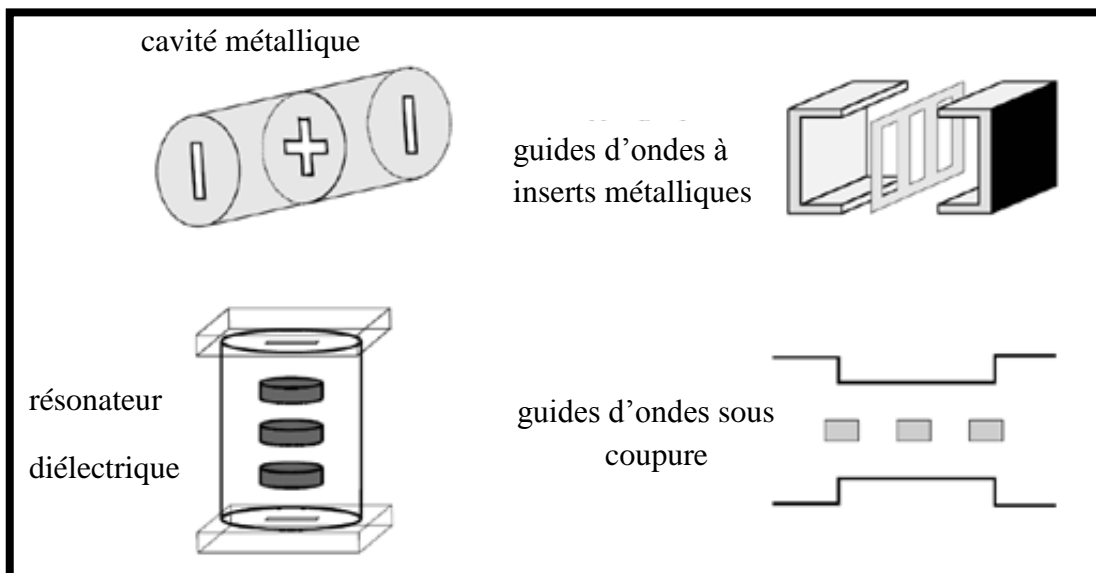 cavité métallique
guides d'ondes à
inserts métalliques
résonateur
diélectrique
guides d'ondes sous
coupure